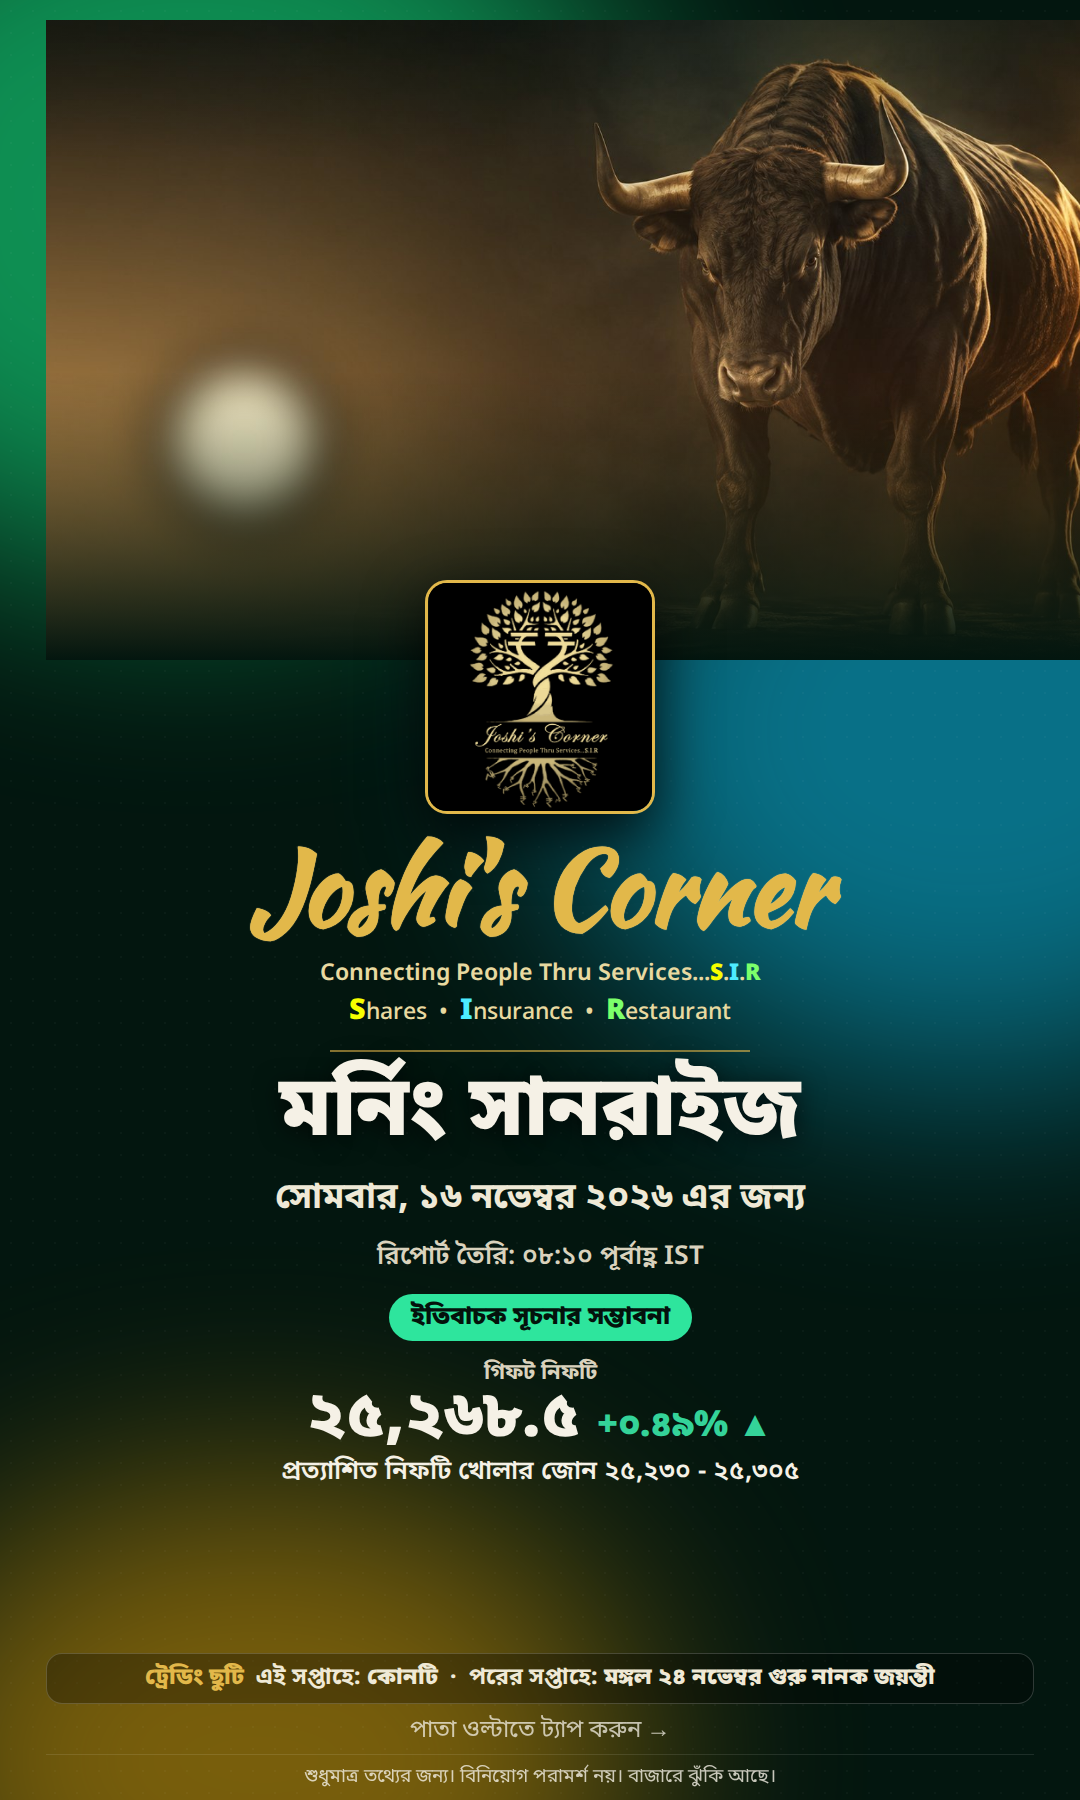 Joshi's Corner
Connecting People Thru Services...S.I.R
Joshi's Corner
Connecting People Thru Services...S.I.R
Shares • Insurance • Restaurant
মর্নিং সানরাইজ
সোমবার, ১৬ নভেম্বর ২০২৬ এর জন্য
রিপোর্ট তৈরি: ০৮:১০ পূর্বাহ্ণ IST
ইতিবাচক সূচনার সম্ভাবনা
গিফট নিফটি
২৫,২৬৮.৫ +০.৪৯% ▲
প্রত্যাশিত নিফটি খোলার জোন ২৫,২৩০ - ২৫,৩০৫
ট্রেডিং ছুটি এই সপ্তাহে: কোনটি · পরের সপ্তাহে: মঙ্গল ২৪ নভেম্বর গুরু নানক জয়ন্তী
পাতা ওল্টাতে ট্যাপ করুন →
শুধুমাত্র তথ্যের জন্য। বিনিয়োগ পরামর্শ নয়। বাজারে ঝুঁকি আছে।